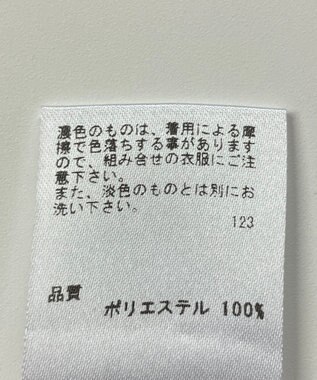 濃色のものは、着用による摩
擦で色落ちする事があります
ので、組み合せの衣服にご注
意下さい。
また、淡色のものとは別にお
洗い下さい。
123
品質
ポリエステル 100%